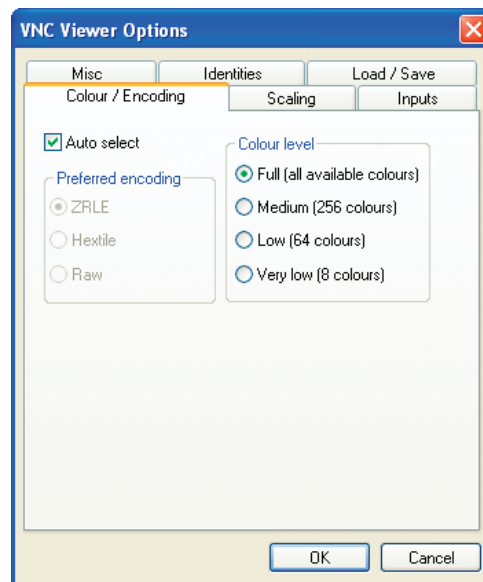 VNC Viewer Options
Misc
Identities
Load / Save
Colour / Encoding
Scaling
Inputs
Auto select
Preferred encoding
ZRLE
Hextile
Raw
Colour level
Full (all available colours)
Medium (256 colours)
Low (64 colours)
Very low (8 colours)
OK
Cancel